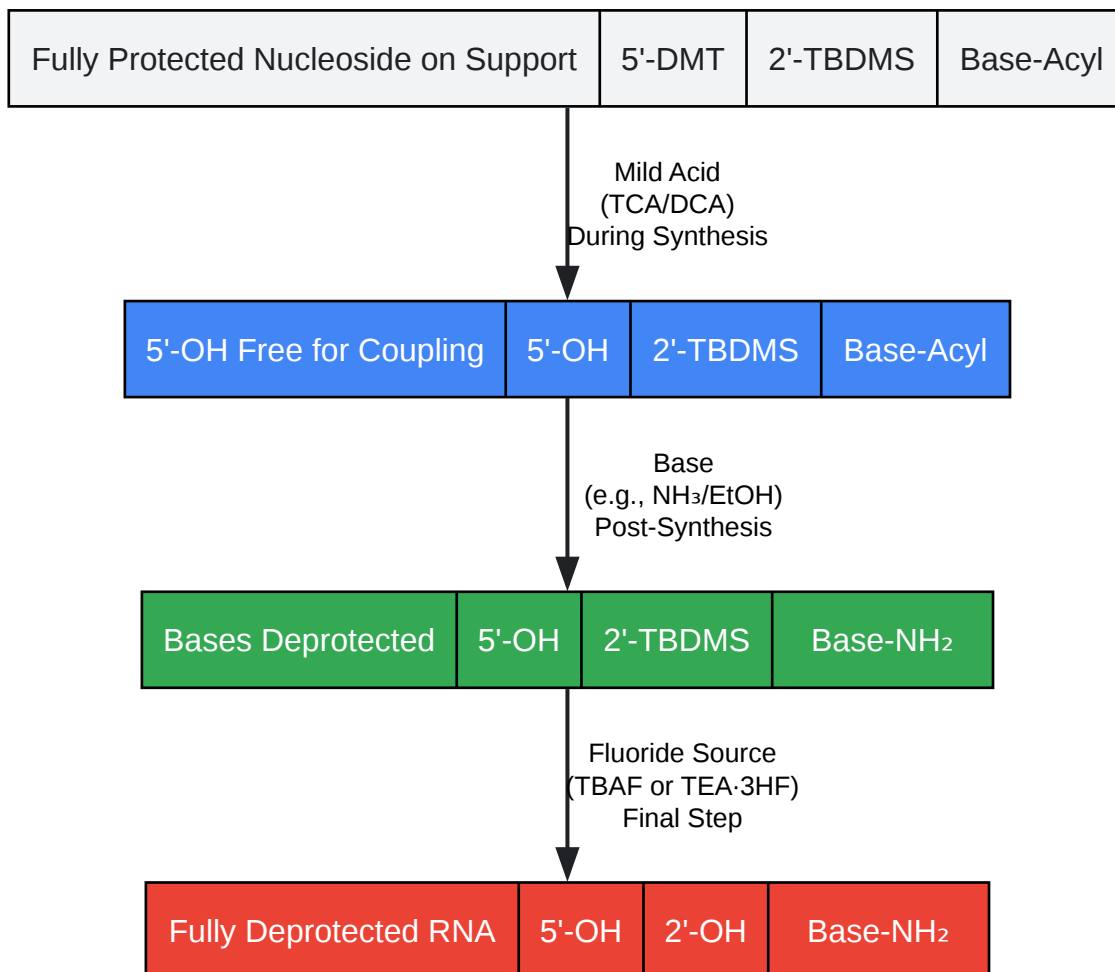 Fully Protected Nucleoside on Support 5'-DMT 2'-TBDMS Base-Acyl
Mild Acid
(TCA/DCA)
During Synthesis
5'-OH Free for Coupling 5'-OH 2'-TBDMS Base-Acyl
Base
(e.g., NH₃/EtOH)
Post-Synthesis
Bases Deprotected 5'-OH 2'-TBDMS Base-NH₂
Fluoride Source
(TBAF or TEA·3HF)
Final Step
Fully Deprotected RNA 5'-OH 2'-OH Base-NH₂